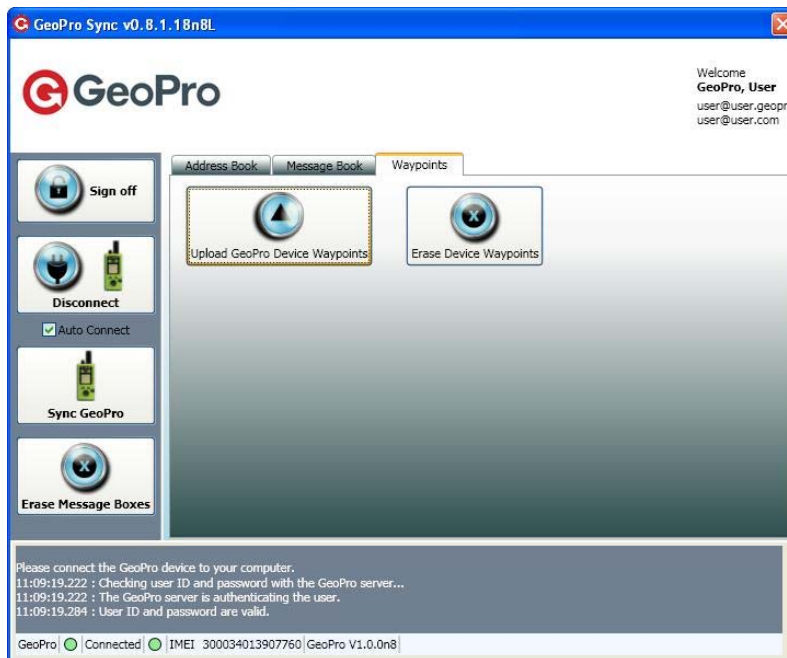 GeoPro Sync v0.8.1.18n8L
GeoPro
Welcome
GeoPro, User
user@user.geopr
user@user.com
Sign off
Disconnect
Auto Connect
Sync GeoPro
Erase Message Boxes
Address Book
Message Book
Waypoints
Upload GeoPro Device Waypoints
Erase Device Waypoints
Please connect the GeoPro device to your computer.
11:09:19.222 : Checking user ID and password with the GeoPro server...
11:09:19.222 : The GeoPro server is authenticating the user.
11:09:19.284 : User ID and password are valid.
GeoPro Connected IMEI 300034013907760 GeoPro V1.0.0n8